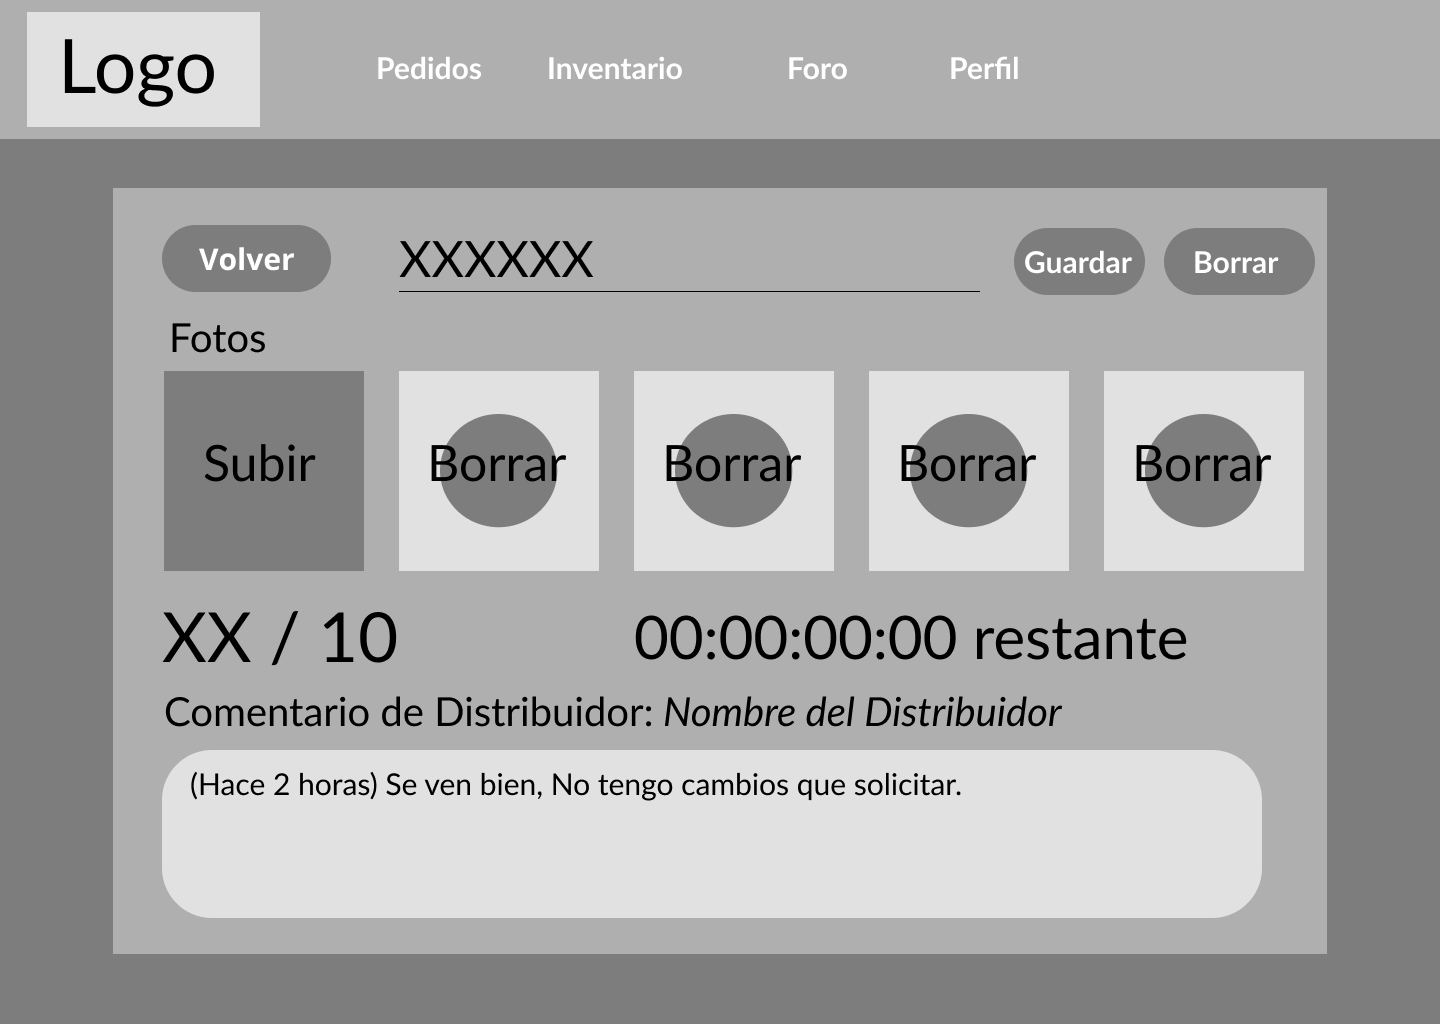 Logo
Pedidos
Inventario
Foro
Perfil
Volver
XXXXXX
Guardar
Borrar
Fotos
Subir
Borrar
Borrar
Borrar
Borrar
XX / 10
00:00:00:00 restante
Comentario de Distribuidor: Nombre del Distribuidor
(Hace 2 horas) Se ven bien, No tengo cambios que solicitar.